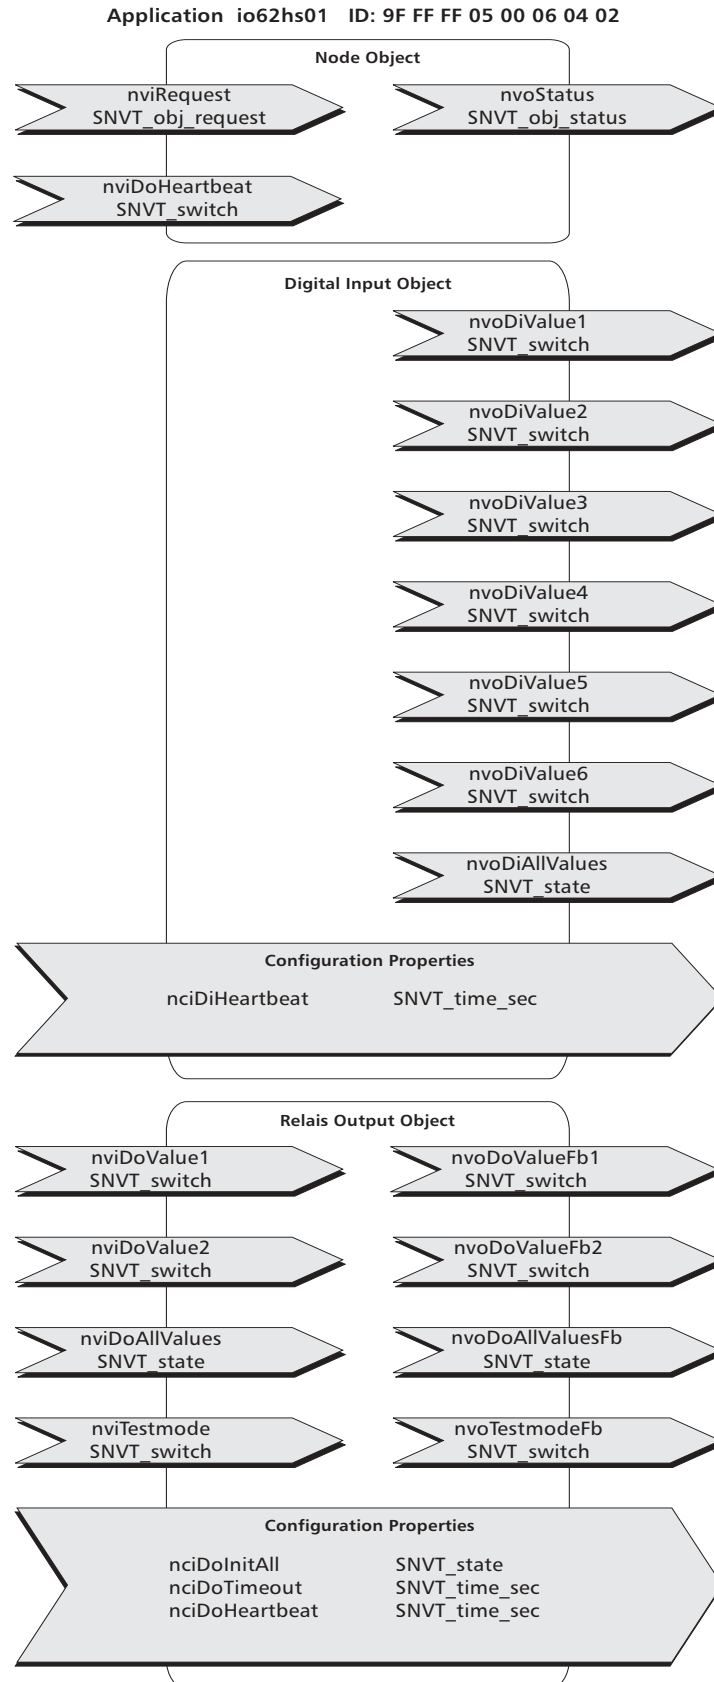 Application io62hs01 ID: 9F FF FF 05 00 06 04 02
Node Object
nviRequest
SNVT_obj_request
nvoStatus
SNVT_obj_status
nviDoHeartbeat
SNVT_switch
Digital Input Object
nvoDiValue1
SNVT_switch
nvoDiValue2
SNVT_switch
nvoDiValue3
SNVT_switch
nvoDiValue4
SNVT_switch
nvoDiValue5
SNVT_switch
nvoDiValue6
SNVT_switch
nvoDiAllValues
SNVT_state
Configuration Properties
nciDiHeartbeat SNVT_time_sec
Relais Output Object
nviDoValue1
SNVT_switch
nvoDoValueFb1
SNVT_switch
nviDoValue2
SNVT_switch
nvoDoValueFb2
SNVT_switch
nviDoAllValues
SNVT_state
nvoDoAllValuesFb
SNVT_state
nviTestmode
SNVT_switch
nvoTestmodeFb
SNVT_switch
Configuration Properties
nciDoInitAll SNVT_state
nciDoTimeout SNVT_time_sec
nciDoHeartbeat SNVT_time_sec